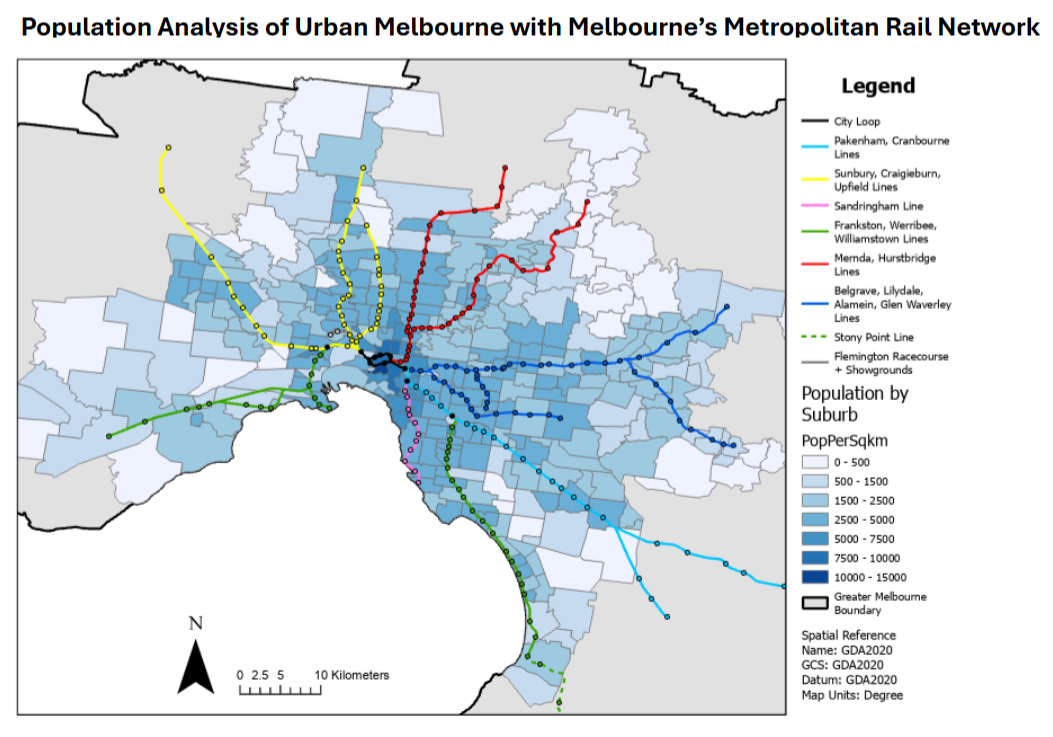 Population Analysis of Urban Melbourne with Melbourne’s Metropolitan Rail Network
Legend
City Loop
Pakenham, Cranbourne
Lines
Sunbury, Craigieburn,
Upfield Lines
Sandringham Line
Frankston, Werribee,
Williamstown Lines
Mernda, Hurstbridge
Lines
Belgrave, Lilydale,
Alamein, Glen Waverley
Lines
Stony Point Line
Flemington Racecourse
+ Showgrounds
Population by
Suburb
PopPerSqkm
0 - 500
500 - 1500
1500 - 2500
2500 - 5000
5000 - 7500
7500 - 10000
10000 - 15000
Greater Melbourne
Boundary
Spatial Reference
Name: GDA2020
GCS: GDA2020
Datum: GDA2020
Map Units: Degree
N
0 2.5 5 10 Kilometers